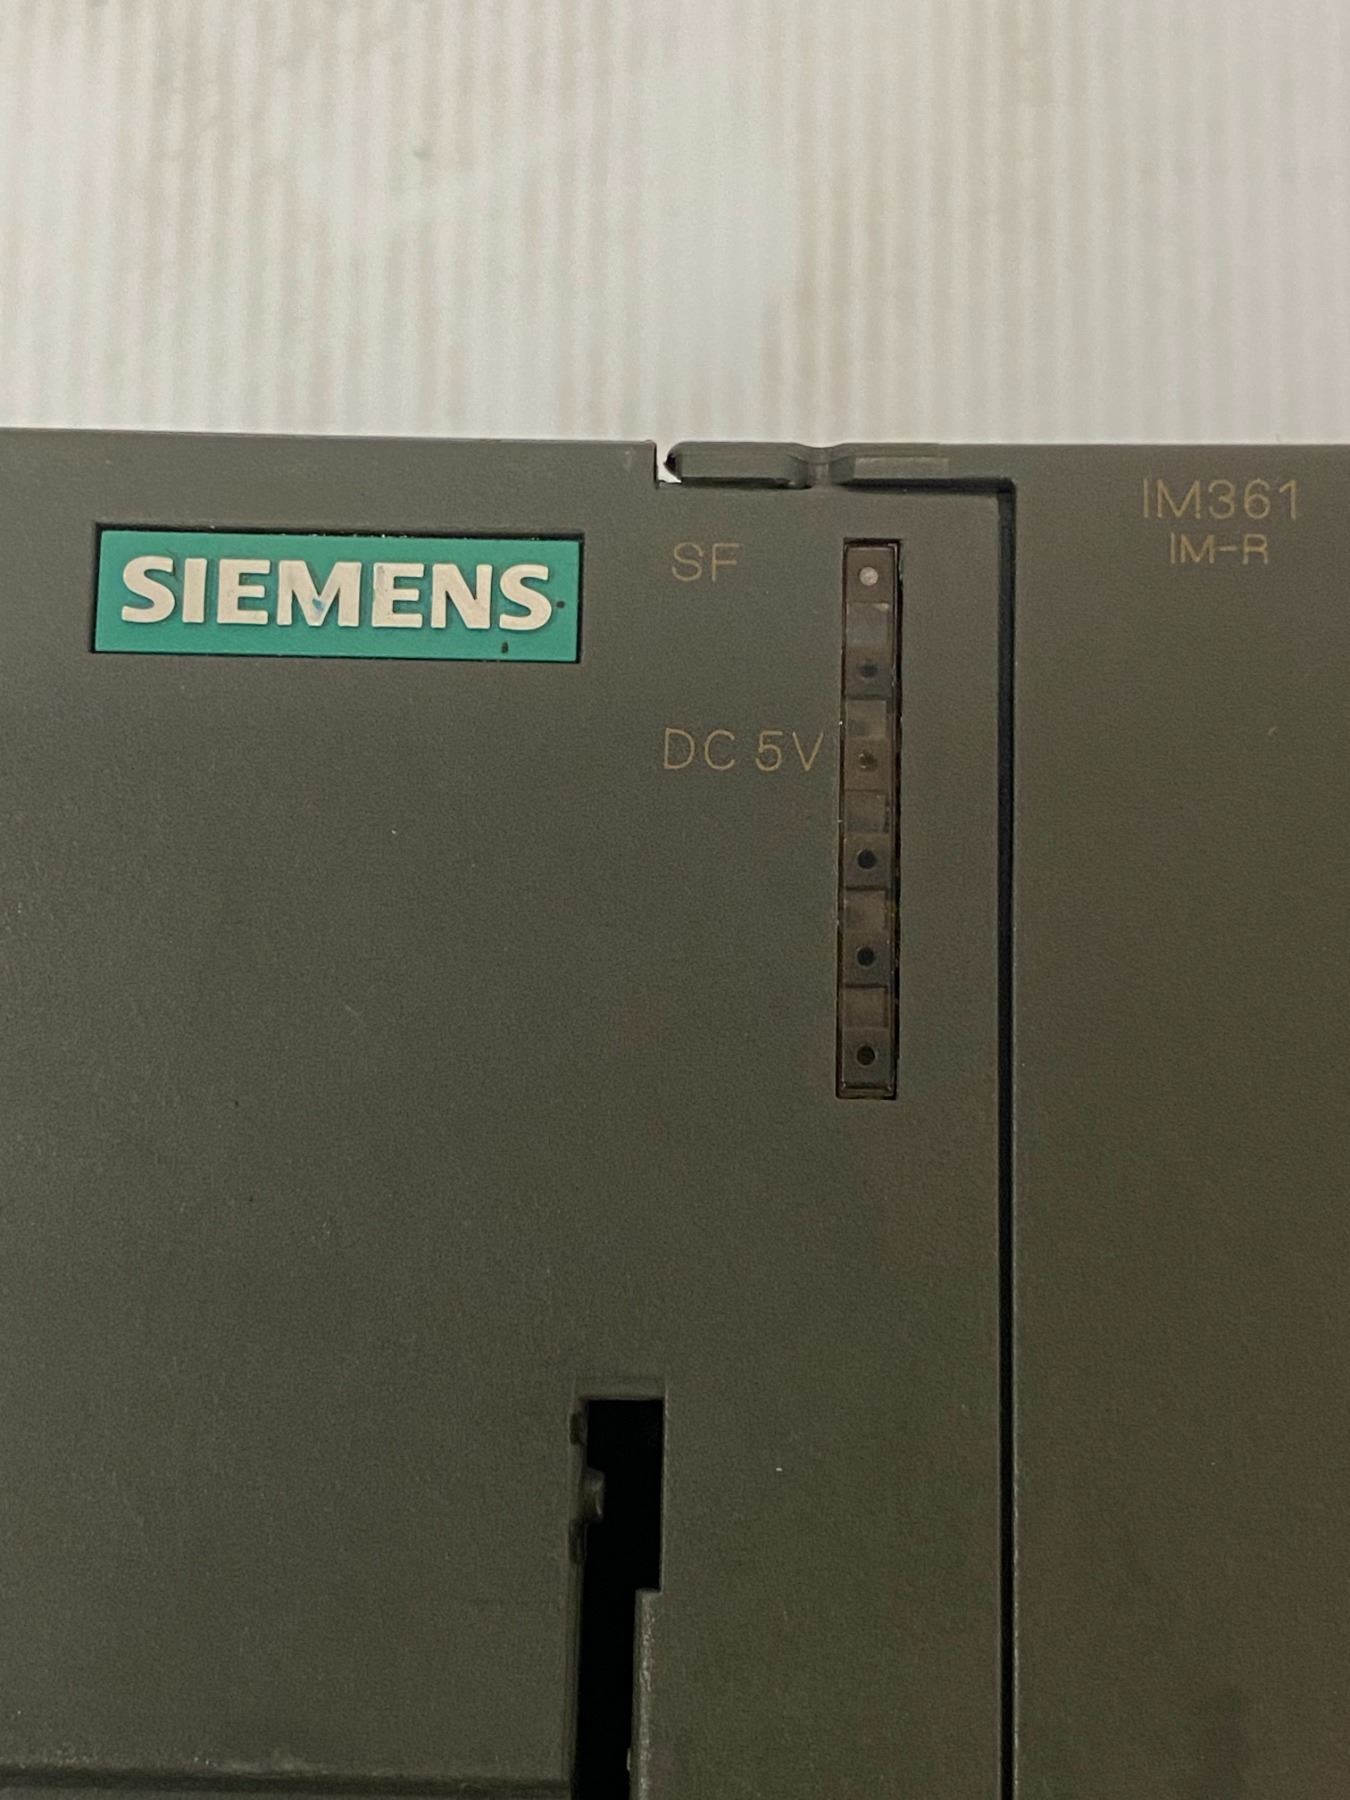 SIEMENS
SF
DC 5V
IM361
IM-R